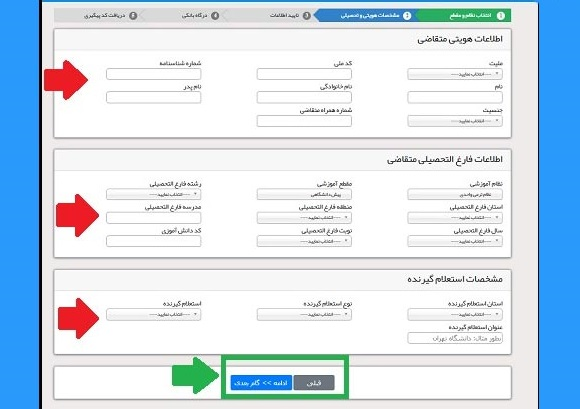 1 انتخاب نظام و مقطع 2 مشخصات هویتی و تحصیلی 3 تایید اطلاعات 4 درگاه بانکی 5 دریافت کد پیگیری
اطلاعات هویتی متقاضی
ملیت کد ملی شماره شناسنامه
----انتخاب نمایید----
نام نام خانوادگی نام پدر
جنسیت شماره همراه متقاضی
----انتخاب نمایید----
اطلاعات فارغ التحصیلی متقاضی
نظام آموزشی مقطع آموزشی رشته فارغ التحصیلی
نظام ترمی واحدی پیش دانشگاهی ----انتخاب نمایید----
استان فارغ التحصیلی منطقه فارغ التحصیلی مدرسه فارغ التحصیلی
----انتخاب نمایید---- ----انتخاب نمایید----
سال فارغ التحصیلی نوبت فارغ التحصیلی کد دانش آموزی
----انتخاب نمایید---- ----انتخاب نمایید----
مشخصات استعلام گیرنده
استان استعلام گیرنده نوع استعلام گیرنده استعلام گیرنده
----انتخاب نمایید---- ----انتخاب نمایید---- ----انتخاب نمایید----
عنوان استعلام گیرنده
بطور مثال: دانشگاه تهران
قبلی ادامه >> گام بعدی